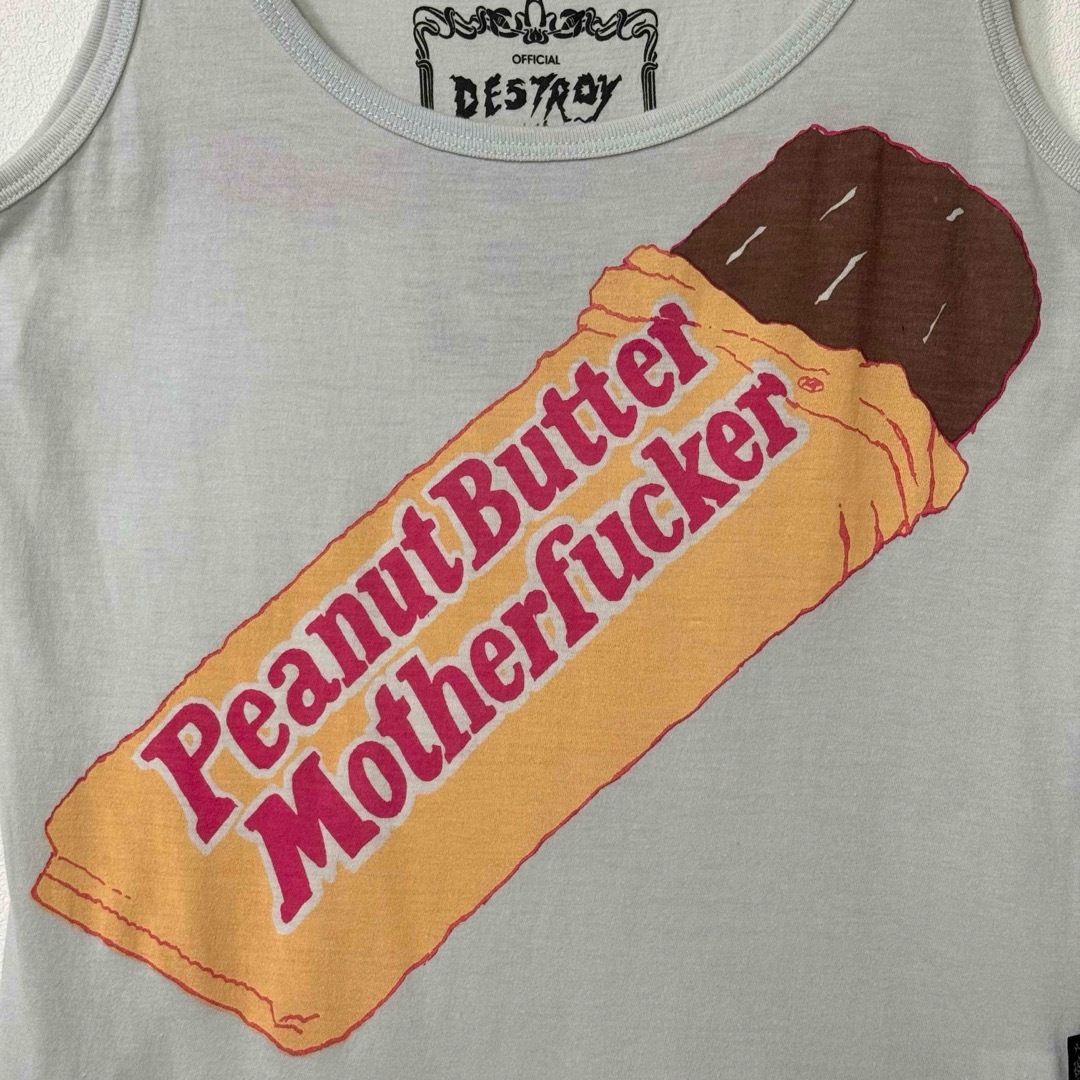 OFFICIAL
DESTROY
Peanut Butter
Motherfucker